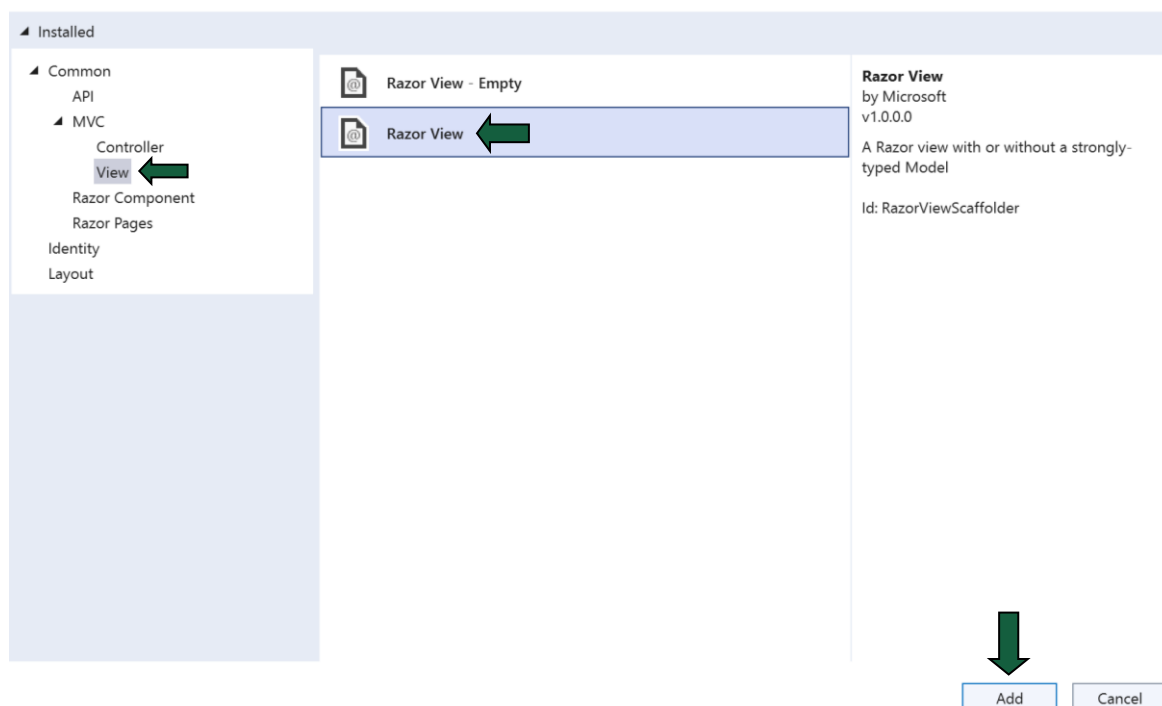 Installed
Common
API
MVC
Controller
View
Razor Component
Razor Pages
Identity
Layout
Razor View - Empty
Razor View
Razor View
by Microsoft
v1.0.0.0
A Razor view with or without a strongly-
typed Model
Id: RazorViewScaffolder
Add
Cancel